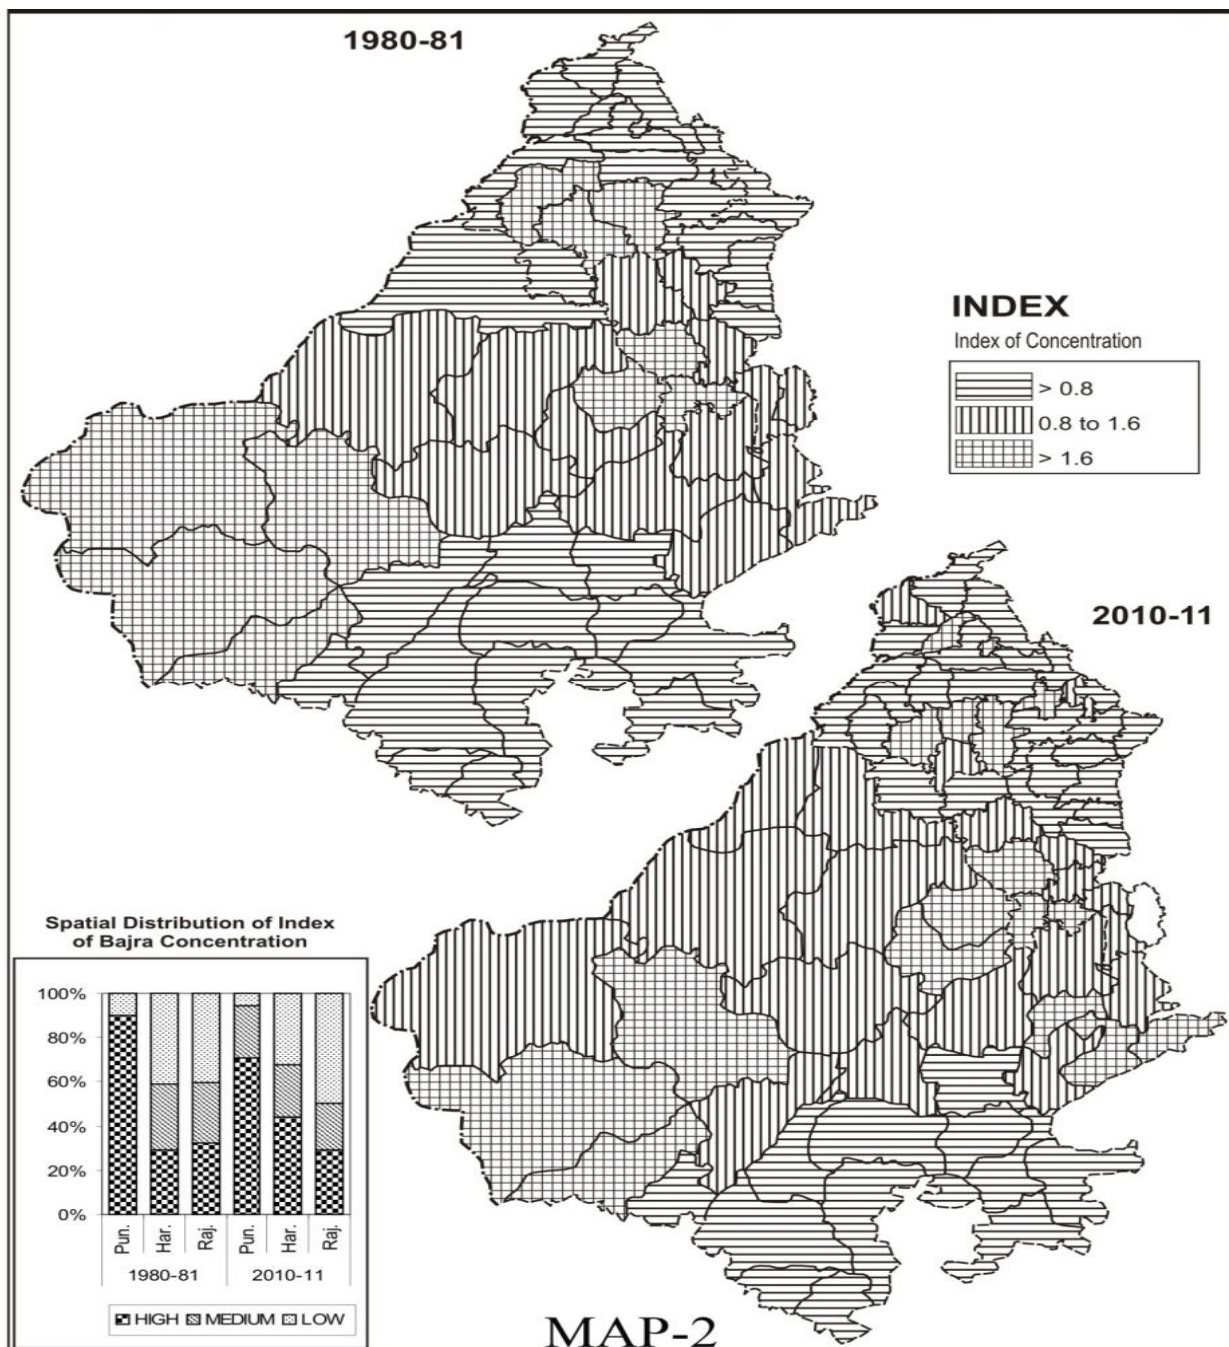 1980-81
INDEX
Index of Concentration
> 0.8
0.8 to 1.6
> 1.6
2010-11
Spatial Distribution of Index
of Bajra Concentration
100%
80%
60%
40%
20%
0%
Pun. Har. Raj. Pun. Har. Raj.
1980-81 2010-11
HIGH MEDIUM LOW
MAP-2